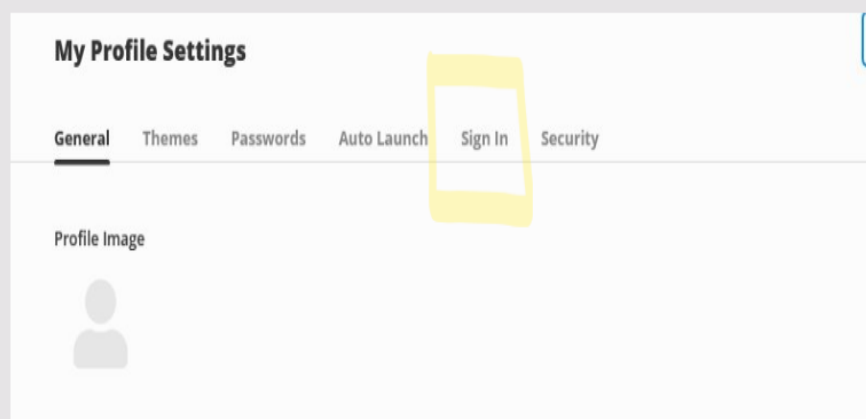 My Profile Settings
General Themes Passwords Auto Launch Sign In Security
Profile Image